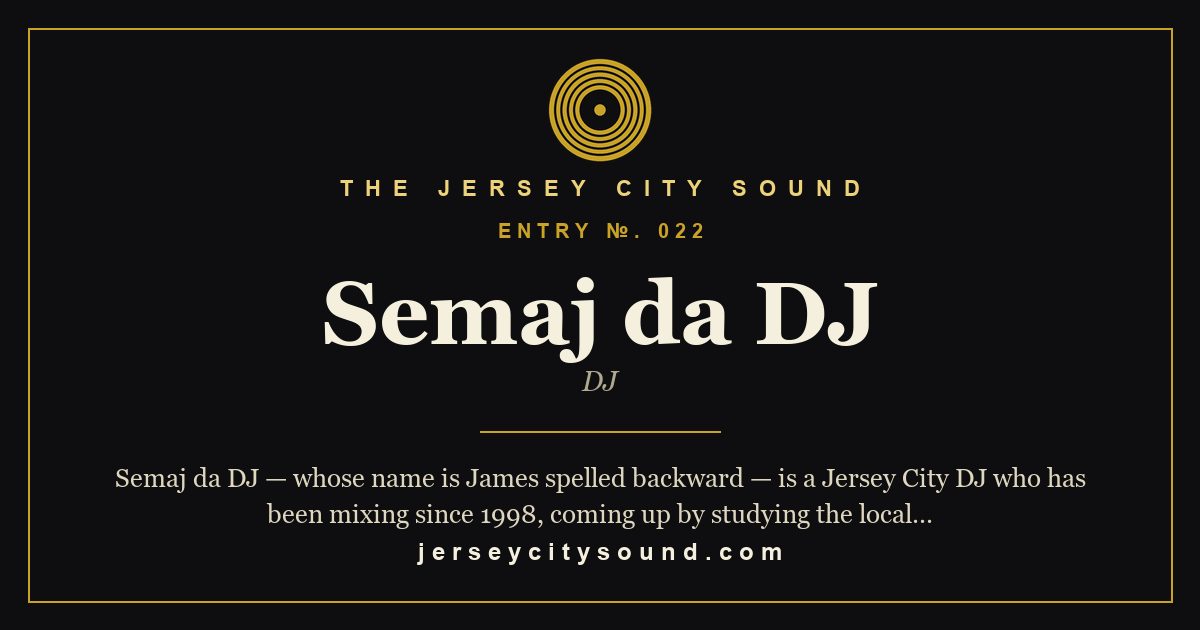 THE JERSEY CITY SOUND
ENTRY №. 022
Semaj da DJ
DJ
Semaj da DJ — whose name is James spelled backward — is a Jersey City DJ who has
been mixing since 1998, coming up by studying the local...
jerseycitysound.com